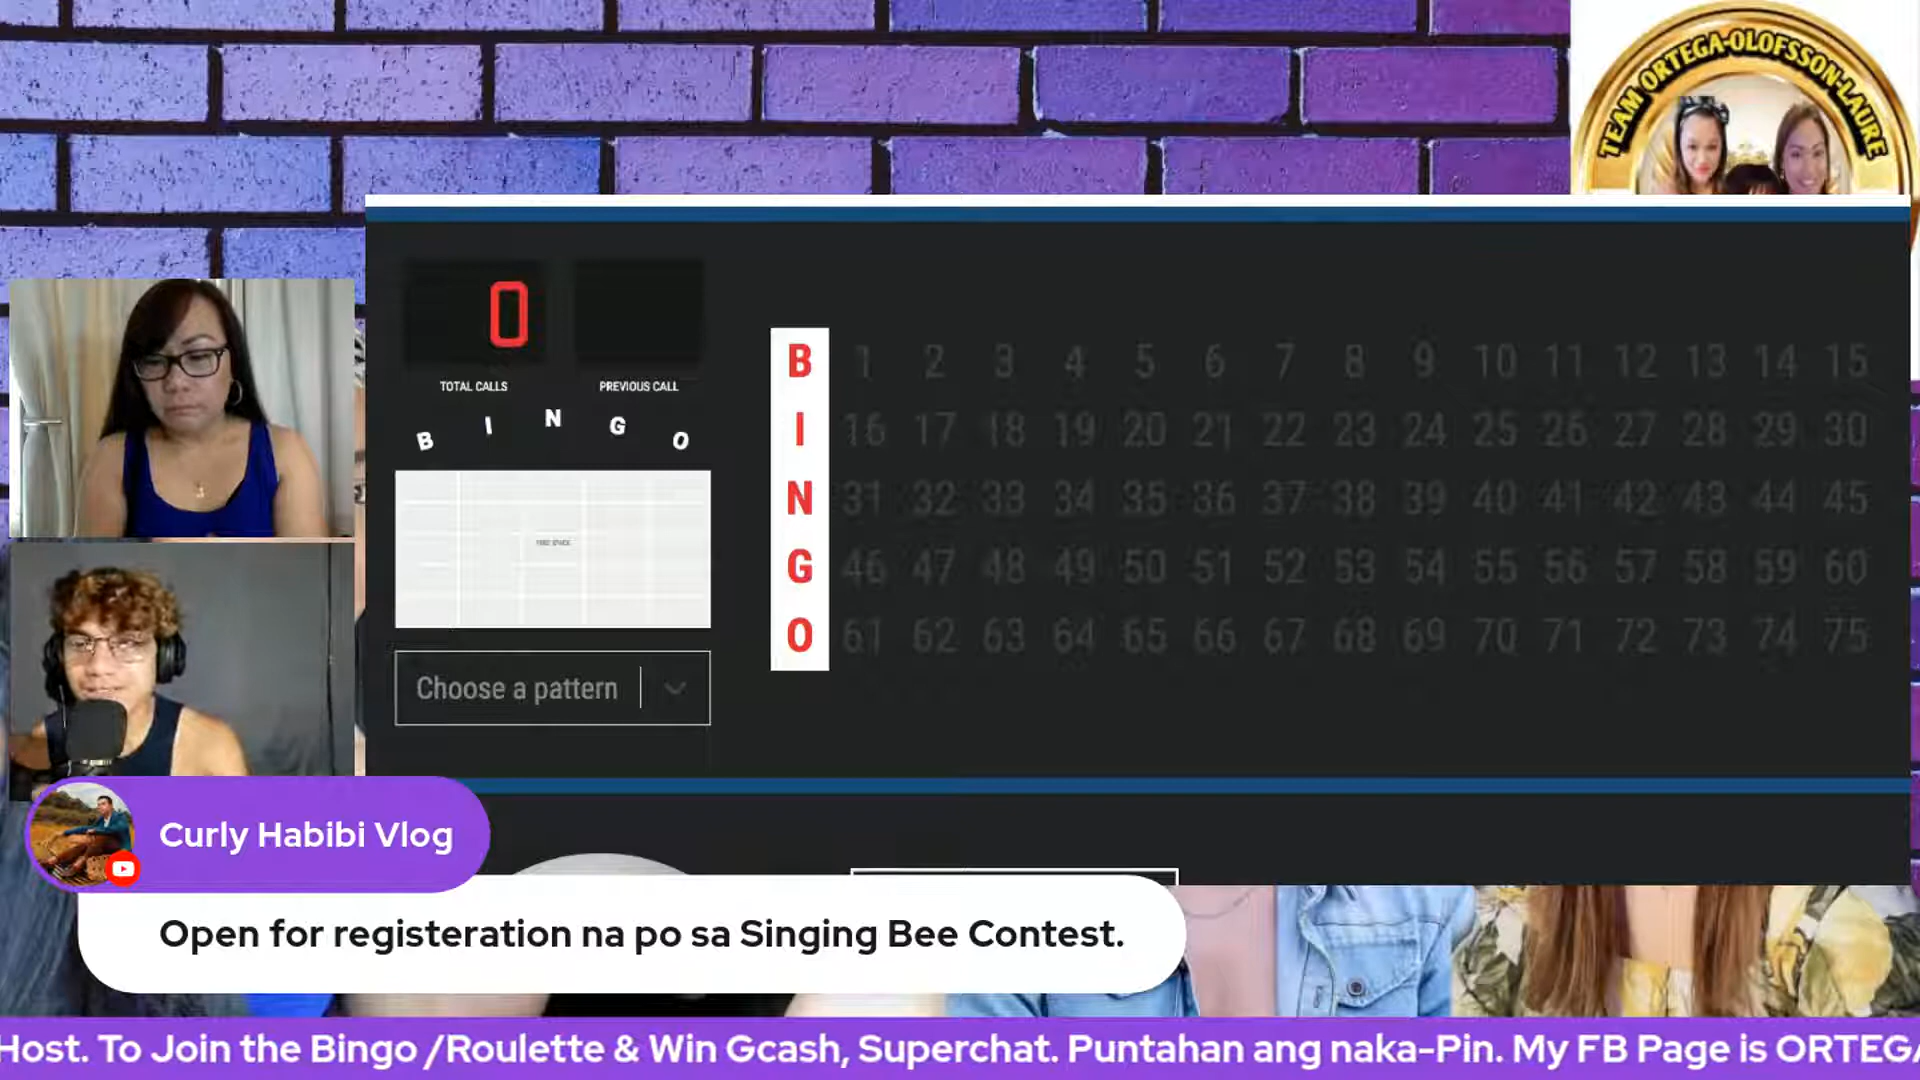 TEAM ORTEGA-OLOFSSON-LAURE
0
TOTAL CALLS
PREVIOUS CALL
B I N G O
FREE SPACE
Choose a pattern
B 1 2 3 4 5 6 7 8 9 10 11 12 13 14 15
I 16 17 18 19 20 21 22 23 24 25 26 27 28 29 30
N 31 32 33 34 35 36 37 38 39 40 41 42 43 44 45
G 46 47 48 49 50 51 52 53 54 55 56 57 58 59 60
O 61 62 63 64 65 66 67 68 69 70 71 72 73 74 75
Curly Habibi Vlog
Open for registeration na po sa Singing Bee Contest.
Host. To Join the Bingo /Roulette & Win Gcash, Superchat. Puntahan ang naka-Pin. My FB Page is ORTEGA